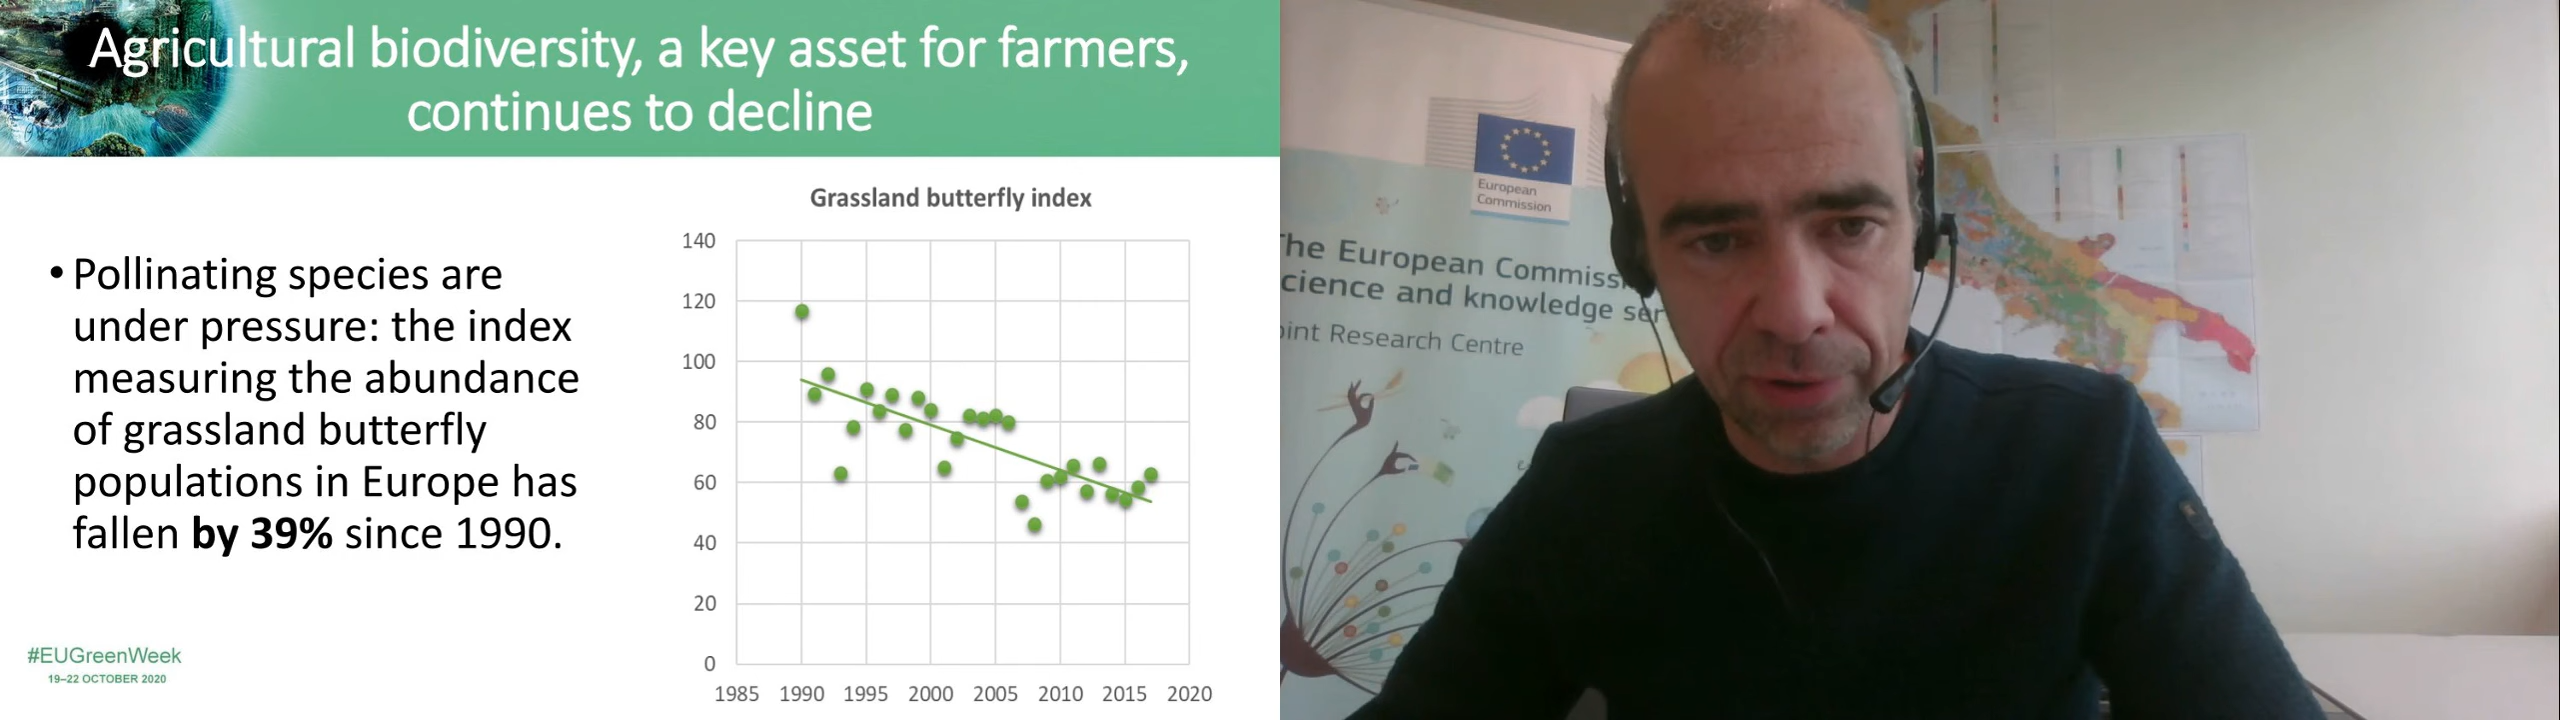 Agricultural biodiversity, a key asset for farmers,
continues to decline
• Pollinating species are
under pressure: the index
measuring the abundance
of grassland butterfly
populations in Europe has
fallen by 39% since 1990.
#EUGreenWeek
19–22 OCTOBER 2020
Grassland butterfly index
140
120
100
80
60
40
20
0
1985 1990 1995 2000 2005 2010 2015 2020
European
Commission
The European Commiss
cience and knowledge ser
oint Research Centre